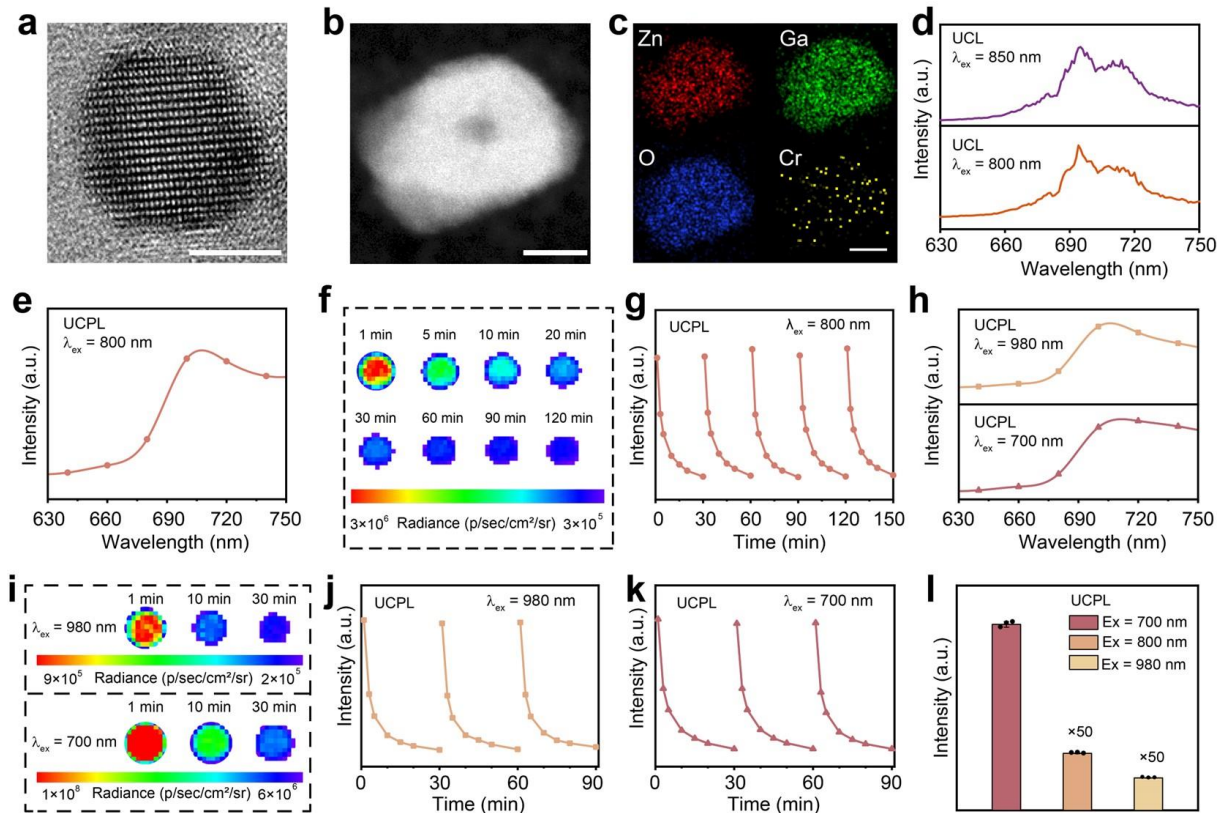 a
b
c
Zn
Ga
O
Cr
d
UCL
λex = 850 nm
UCL
λex = 800 nm
Intensity (a.u.)
630 660 690 720 750
Wavelength (nm)
e
UCPL
λex = 800 nm
Intensity (a.u.)
630 660 690 720 750
Wavelength (nm)
f
1 min 5 min 10 min 20 min
30 min 60 min 90 min 120 min
3×10⁶ Radiance (p/sec/cm²/sr) 3×10⁵
g
UCPL λex = 800 nm
Intensity (a.u.)
0 30 60 90 120 150
Time (min)
h
UCPL
λex = 980 nm
UCPL
λex = 700 nm
Intensity (a.u.)
630 660 690 720 750
Wavelength (nm)
i
1 min 10 min 30 min
λex = 980 nm
9×10⁵ Radiance (p/sec/cm²/sr) 2×10⁵
1 min 10 min 30 min
λex = 700 nm
1×10⁸ Radiance (p/sec/cm²/sr) 6×10⁶
j
UCPL λex = 980 nm
Intensity (a.u.)
0 30 60 90
Time (min)
k
UCPL λex = 700 nm
Intensity (a.u.)
0 30 60 90
Time (min)
l
UCPL
Ex = 700 nm
Ex = 800 nm
Ex = 980 nm
×50
×50
Intensity (a.u.)